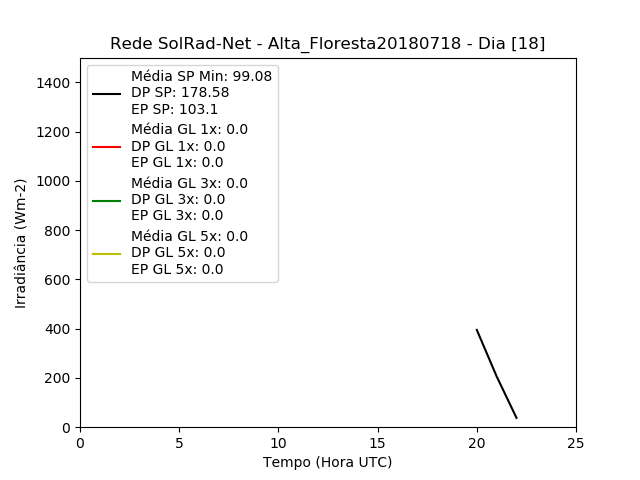 Rede SolRad-Net - Alta_Floresta20180718 - Dia [18]
Média SP Min: 99.08
DP SP: 178.58
EP SP: 103.1
Média GL 1x: 0.0
DP GL 1x: 0.0
EP GL 1x: 0.0
Média GL 3x: 0.0
DP GL 3x: 0.0
EP GL 3x: 0.0
Média GL 5x: 0.0
DP GL 5x: 0.0
EP GL 5x: 0.0
Irradiância (Wm-2)
1400
1200
1000
800
600
400
200
0
0 5 10 15 20 25
Tempo (Hora UTC)